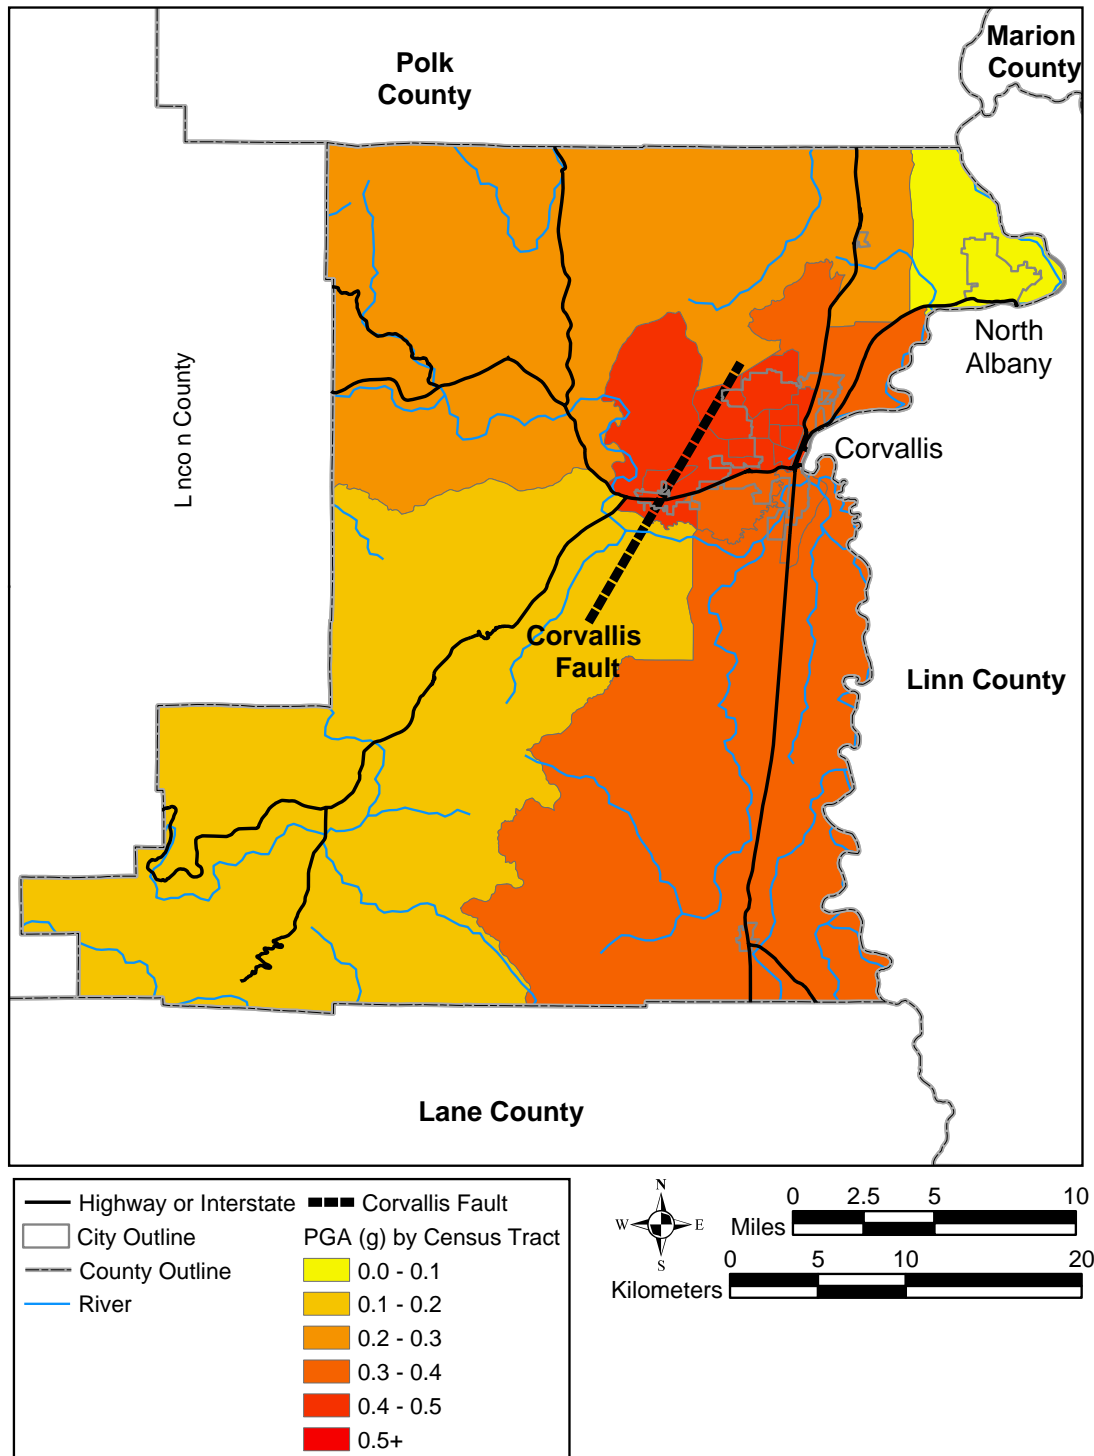 Polk
County
Marion
County
L nco n County
North
Albany
Corvallis
Corvallis
Fault
Linn County
Lane County
Highway or Interstate
City Outline
County Outline
River
Corvallis Fault
PGA (g) by Census Tract
0.0 - 0.1
0.1 - 0.2
0.2 - 0.3
0.3 - 0.4
0.4 - 0.5
0.5+
N
W E
S
0 2.5 5 10
Miles
0 5 10 20
Kilometers